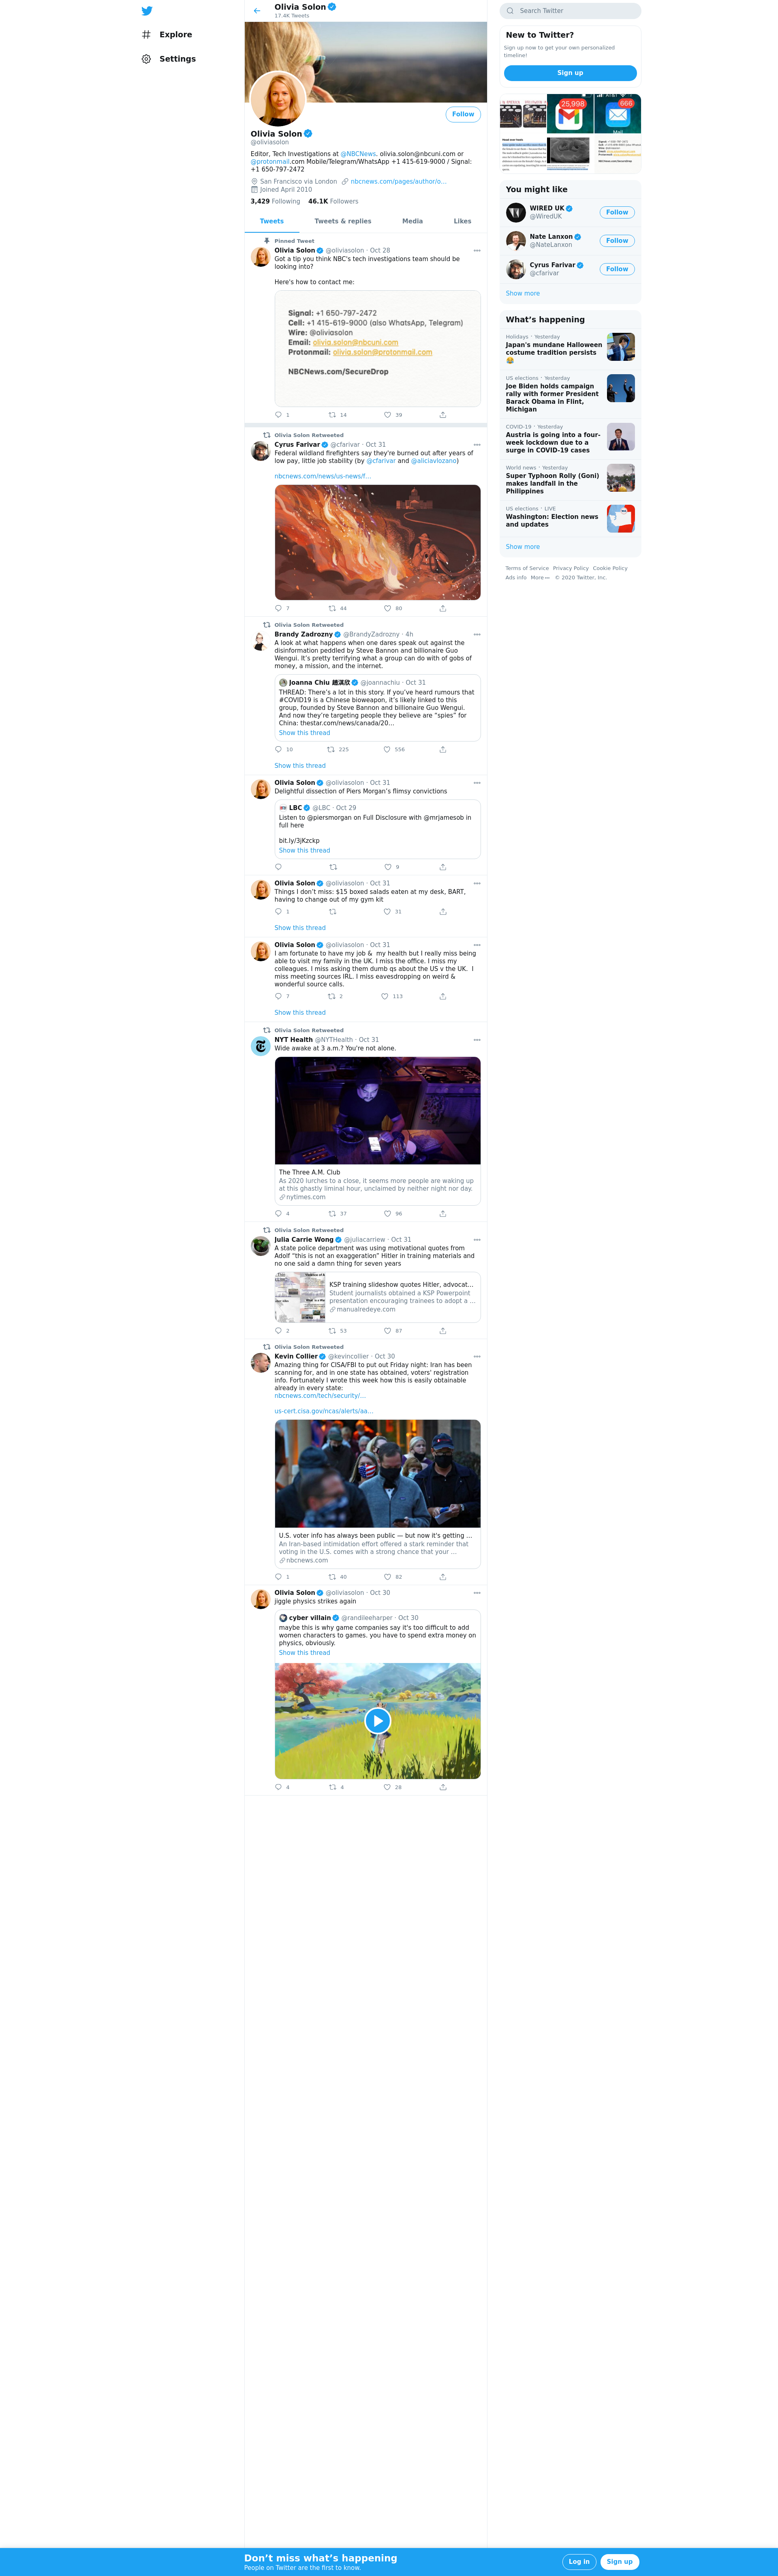 Explore
Settings
Olivia Solon
17.4K Tweets
Follow
Olivia Solon
@oliviasolon
Editor, Tech Investigations at @NBCNews. olivia.solon@nbcuni.com or
@protonmail.com Mobile/Telegram/WhatsApp +1 415-619-9000 / Signal:
+1 650-797-2472
San Francisco via London nbcnews.com/pages/author/o…
Joined April 2010
3,429 Following 46.1K Followers
Tweets Tweets & replies Media Likes
Pinned Tweet
Olivia Solon @oliviasolon · Oct 28
Got a tip you think NBC's tech investigations team should be
looking into?
Here's how to contact me:
Signal: +1 650-797-2472
Cell: +1 415-619-9000 (also WhatsApp, Telegram)
Wire: @oliviasolon
Email: olivia.solon@nbcuni.com
Protonmail: olivia.solon@protonmail.com
NBCNews.com/SecureDrop
1 14 39
Olivia Solon Retweeted
Cyrus Farivar @cfarivar · Oct 31
Federal wildland firefighters say they're burned out after years of
low pay, little job stability (by @cfarivar and @aliciavlozano)
nbcnews.com/news/us-news/f…
7 44 80
Olivia Solon Retweeted
Brandy Zadrozny @BrandyZadrozny · 4h
A look at what happens when one dares speak out against the
disinformation peddled by Steve Bannon and billionaire Guo
Wengui. It's pretty terrifying what a group can do with of gobs of
money, a mission, and the internet.
Joanna Chiu 趙淇欣 @joannachiu · Oct 31
THREAD: There's a lot in this story. If you've heard rumours that
#COVID19 is a Chinese bioweapon, it's likely linked to this
group, founded by Steve Bannon and billionaire Guo Wengui.
And now they're targeting people they believe are "spies" for
China: thestar.com/news/canada/20…
Show this thread
10 225 556
Show this thread
Olivia Solon @oliviasolon · Oct 31
Delightful dissection of Piers Morgan's flimsy convictions
LBC @LBC · Oct 29
Listen to @piersmorgan on Full Disclosure with @mrjamesob in
full here
bit.ly/3jKzckp
Show this thread
9
Olivia Solon @oliviasolon · Oct 31
Things I don't miss: $15 boxed salads eaten at my desk, BART,
having to change out of my gym kit
1 31
Show this thread
Olivia Solon @oliviasolon · Oct 31
I am fortunate to have my job & my health but I really miss being
able to visit my family in the UK. I miss the office. I miss my
colleagues. I miss asking them dumb qs about the US v the UK. I
miss meeting sources IRL. I miss eavesdropping on weird &
wonderful source calls.
7 2 113
Show this thread
Olivia Solon Retweeted
NYT Health @NYTHealth · Oct 31
Wide awake at 3 a.m.? You're not alone.
The Three A.M. Club
As 2020 lurches to a close, it seems more people are waking up
at this ghastly liminal hour, unclaimed by neither night nor day.
nytimes.com
4 37 96
Olivia Solon Retweeted
Julia Carrie Wong @juliacarriew · Oct 31
A state police department was using motivational quotes from
Adolf "this is not an exaggeration" Hitler in training materials and
no one said a damn thing for seven years
KSP training slideshow quotes Hitler, advocat…
Student journalists obtained a KSP Powerpoint
presentation encouraging trainees to adopt a …
manualredeye.com
2 53 87
Olivia Solon Retweeted
Kevin Collier @kevincollier · Oct 30
Amazing thing for CISA/FBI to put out Friday night: Iran has been
scanning for, and in one state has obtained, voters' registration
info. Fortunately I wrote this week how this is easily obtainable
already in every state:
nbcnews.com/tech/security/…
us-cert.cisa.gov/ncas/alerts/aa…
U.S. voter info has always been public — but now it's getting …
An Iran-based intimidation effort offered a stark reminder that
voting in the U.S. comes with a strong chance that your …
nbcnews.com
1 40 82
Olivia Solon @oliviasolon · Oct 30
Jiggle physics strikes again
cyber villain @randileeharper · Oct 30
maybe this is why game companies say it's too difficult to add
women characters to games. you have to spend extra money on
physics, obviously.
Show this thread
4 4 28
Search Twitter
New to Twitter?
Sign up now to get your own personalized
timeline!
Sign up
25,998
666
Mail
You might like
WIRED UK
@WiredUK
Follow
Nate Lanxon
@NateLanxon
Follow
Cyrus Farivar
@cfarivar
Follow
Show more
What's happening
Holidays · Yesterday
Japan's mundane Halloween
costume tradition persists
😂
US elections · Yesterday
Joe Biden holds campaign
rally with former President
Barack Obama in Flint,
Michigan
COVID-19 · Yesterday
Austria is going into a four-
week lockdown due to a
surge in COVID-19 cases
World news · Yesterday
Super Typhoon Rolly (Goni)
makes landfall in the
Philippines
US elections · LIVE
Washington: Election news
and updates
Show more
Terms of Service Privacy Policy Cookie Policy
Ads info More © 2020 Twitter, Inc.
Don't miss what's happening
People on Twitter are the first to know.
Log in Sign up